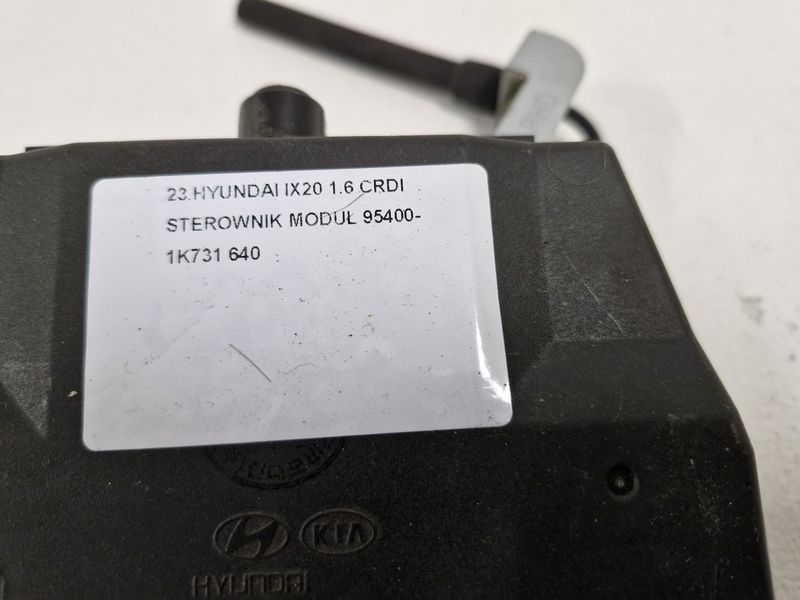 23.HYUNDAI IX20 1.6 CRDI
STEROWNIK MODUŁ 95400-
1K731 640
KIA
HYUNDAI